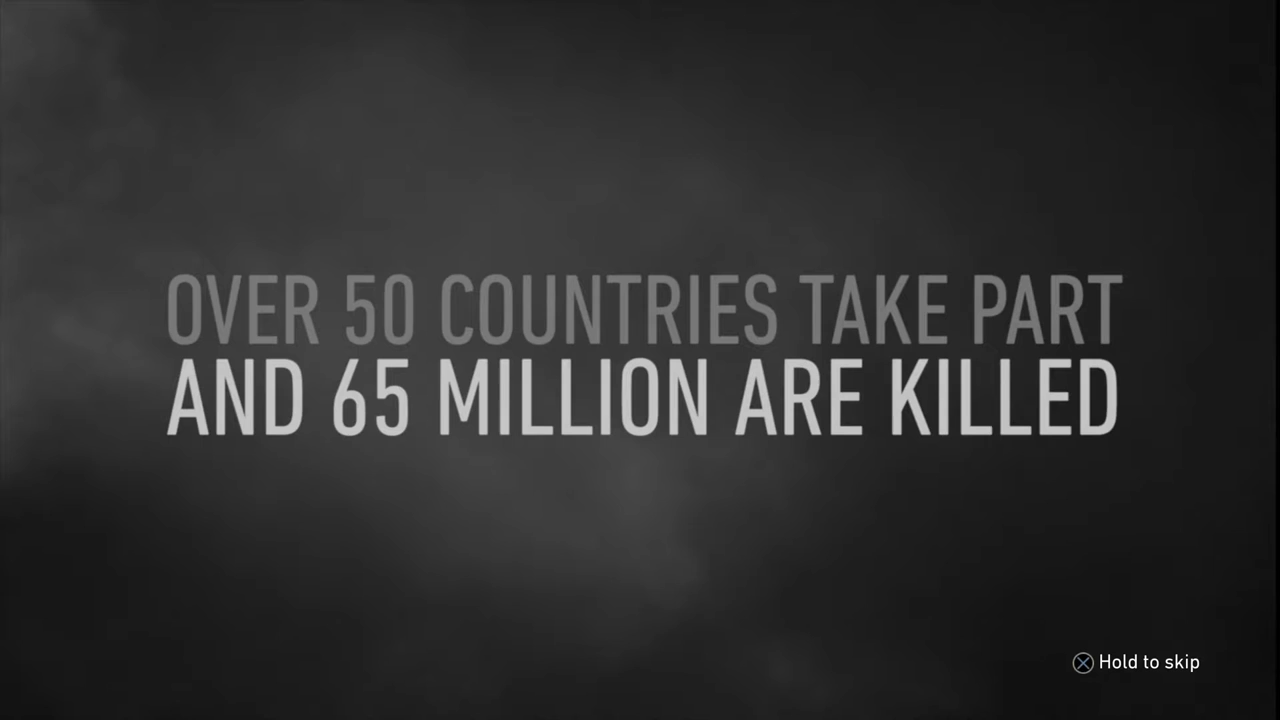 OVER 50 COUNTRIES TAKE PART
AND 65 MILLION ARE KILLED
Hold to skip